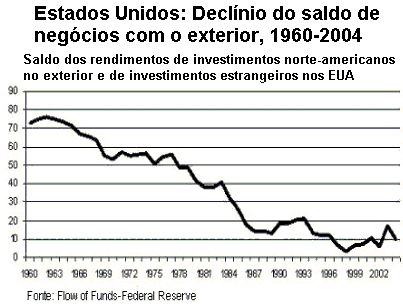 Estados Unidos: Declínio do saldo de
negócios com o exterior, 1960-2004
Saldo dos rendimentos de investimentos norte-americanos
no exterior e de investimentos estrangeiros nos EUA
90
80
70
60
50
40
30
20
10
0
1960 1963 1966 1969 1972 1975 1978 1981 1984 1987 1990 1993 1996 1999 2002
Fonte: Flow of Funds-Federal Reserve